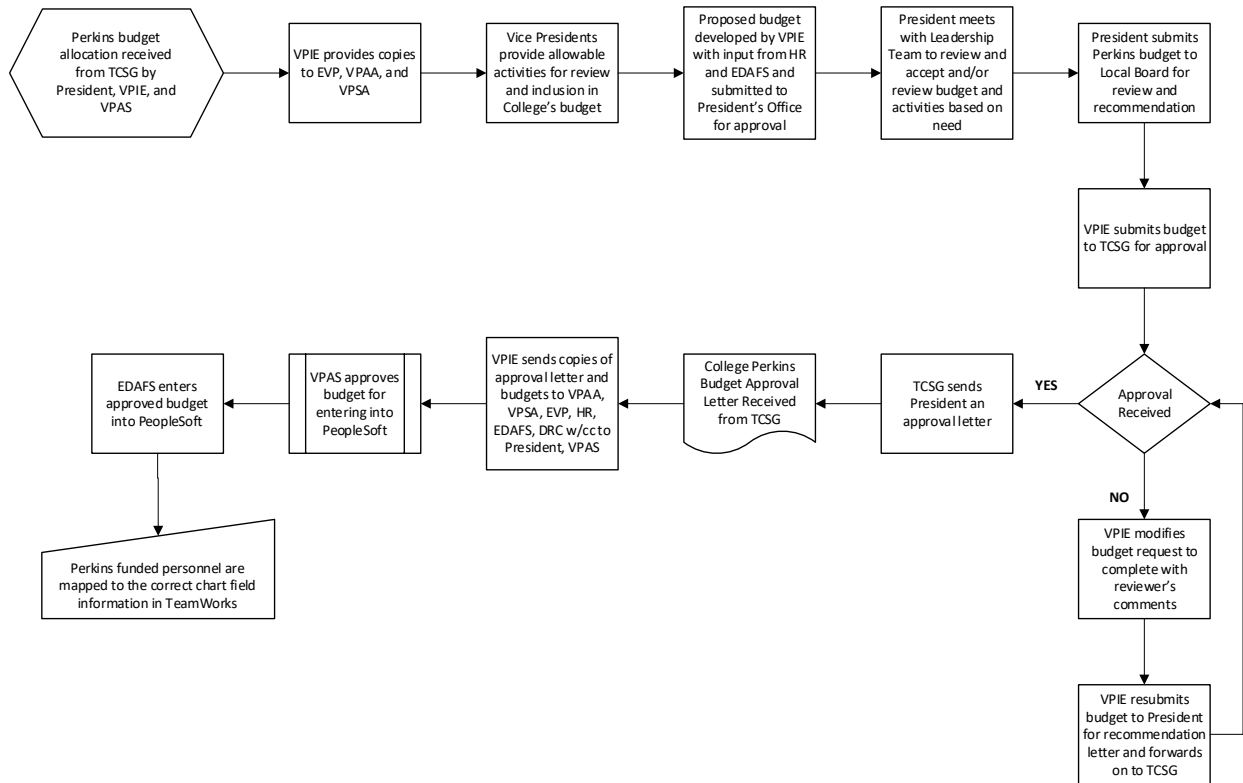 Perkins budget
allocation received
from TCSG by
President, VPIE, and
VPAS
VPIE provides copies
to EVP, VPAA, and
VPSA
Vice Presidents
provide allowable
activities for review
and inclusion in
College’s budget
Proposed budget
developed by VPIE
with input from HR
and EDAFS and
submitted to
President’s Office
for approval
President meets
with Leadership
Team to review and
accept and/or
review budget and
activities based on
need
President submits
Perkins budget to
Local Board for
review and
recommendation
VPIE submits budget
to TCSG for approval
Approval
Received
YES
TCSG sends
President an
approval letter
College Perkins
Budget Approval
Letter Received
from TCSG
VPIE sends copies of
approval letter and
budgets to VPAA,
VPSA, EVP, HR,
EDAFS, DRC w/cc to
President, VPAS
VPAS approves
budget for
entering into
PeopleSoft
EDAFS enters
approved budget
into PeopleSoft
Perkins funded personnel are
mapped to the correct chart field
information in TeamWorks
NO
VPIE modifies
budget request to
complete with
reviewer’s
comments
VPIE resubmits
budget to President
for recommendation
letter and forwards
on to TCSG